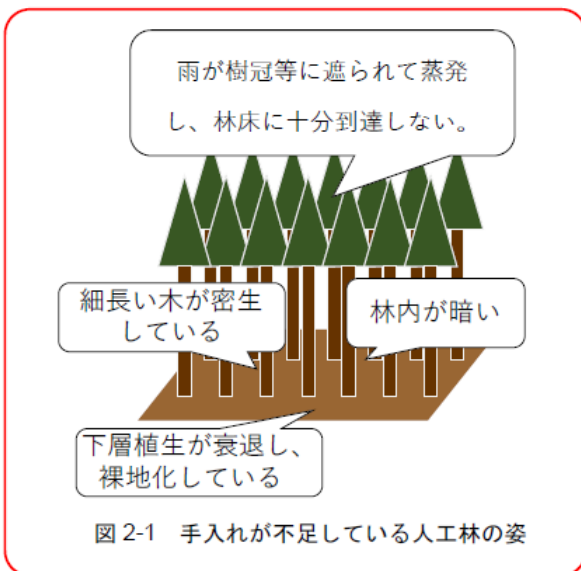 雨が樹冠等に遮られて蒸発
し、林床に十分到達しない。
細長い木が密生
している
林内が暗い
下層植生が衰退し、
裸地化している
図 2-1　手入れが不足している人工林の姿